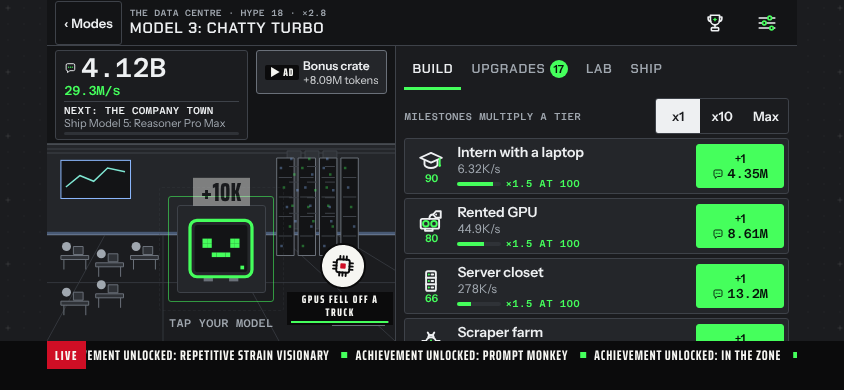 ‹ Modes
THE DATA CENTRE · HYPE 18 · ×2.8
MODEL 3: CHATTY TURBO
4.12B
29.3M/s
NEXT: THE COMPANY TOWN
Ship Model 5: Reasoner Pro Max
AD
Bonus crate
+8.09M tokens
+10K
GPUS FELL OFF A
TRUCK
TAP YOUR MODEL
BUILD
UPGRADES 17
LAB
SHIP
MILESTONES MULTIPLY A TIER
x1
x10
Max
90
Intern with a laptop
6.32K/s
×1.5 AT 100
+1
4.35M
80
Rented GPU
44.9K/s
×1.5 AT 100
+1
8.61M
66
Server closet
278K/s
×1.5 AT 100
+1
13.2M
Scraper farm
+1
LIVE
EMENT UNLOCKED: REPETITIVE STRAIN VISIONARY ACHIEVEMENT UNLOCKED: PROMPT MONKEY ACHIEVEMENT UNLOCKED: IN THE ZONE